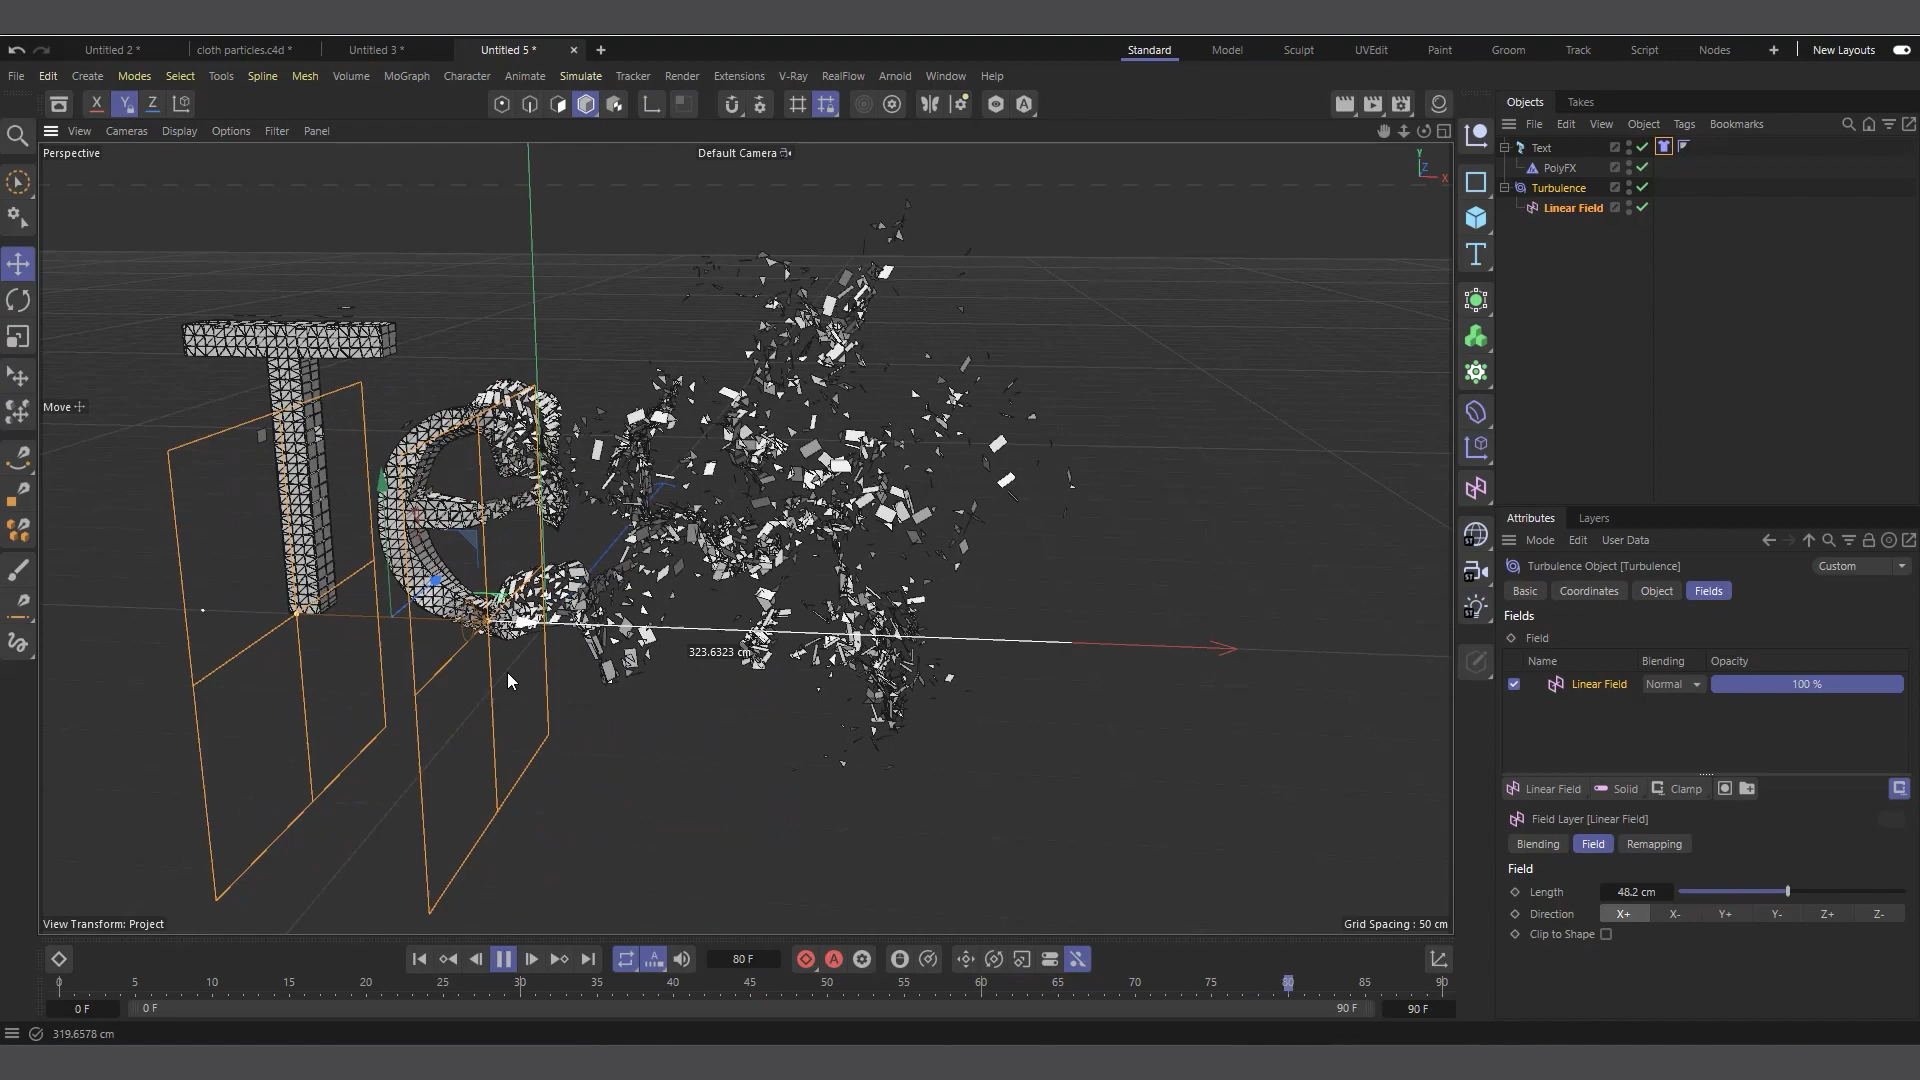 Untitled 2 *
cloth particles.c4d *
Untitled 3 *
Untitled 5 *
Standard
Model
Sculpt
UVEdit
Paint
Groom
Track
Script
Nodes
New Layouts
File Edit Create Modes Select Tools Spline Mesh Volume MoGraph Character Animate Simulate Tracker Render Extensions V-Ray RealFlow Arnold Window Help
X Y Z
Objects Takes
File Edit View Object Tags Bookmarks
View Cameras Display Options Filter Panel
Perspective
Default Camera
Y
Z
X
Text
PolyFX
Turbulence
Linear Field
Move
323.6323 cm
View Transform: Project
Grid Spacing : 50 cm
Attributes Layers
Mode Edit User Data
Turbulence Object [Turbulence]
Custom
Basic Coordinates Object Fields
Fields
Field
Name Blending Opacity
Linear Field Normal 100 %
Linear Field Solid Clamp
Field Layer [Linear Field]
Blending Field Remapping
Field
Length 48.2 cm
Direction X+ X- Y+ Y- Z+ Z-
Clip to Shape
80 F
0 5 10 15 20 25 30 35 40 45 50 55 60 65 70 75 80 85 90
0 F
0 F
90 F
90 F
319.6578 cm